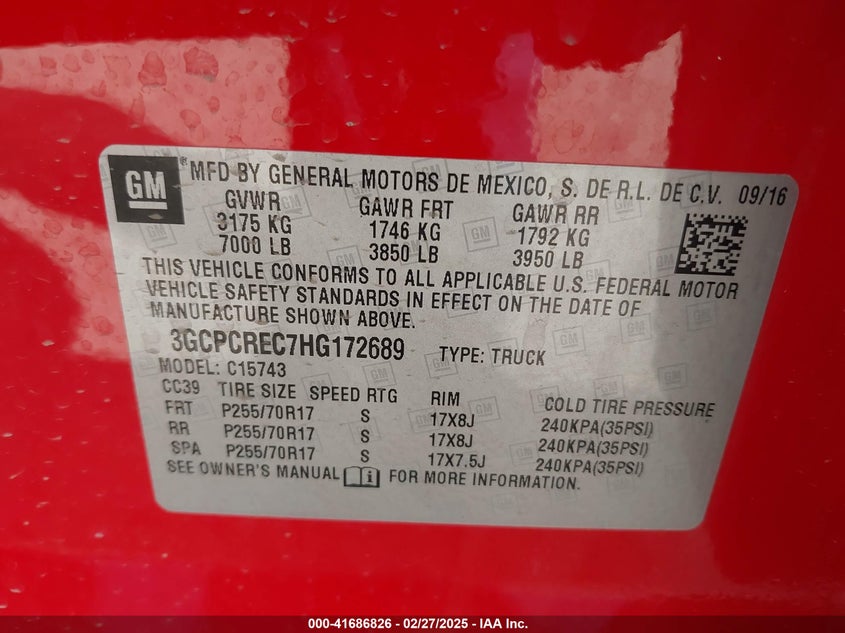 GM ® MFD BY GENERAL MOTORS DE MEXICO, S. DE R.L. DE C.V. 09/16
GVWR GAWR FRT GAWR RR
3175 KG 1746 KG 1792 KG
7000 LB 3850 LB 3950 LB
THIS VEHICLE CONFORMS TO ALL APPLICABLE U.S. FEDERAL MOTOR
VEHICLE SAFETY STANDARDS IN EFFECT ON THE DATE OF
MANUFACTURE SHOWN ABOVE.
3GCPCREC7HG172689 TYPE: TRUCK
MODEL: C15743
CC39 TIRE SIZE SPEED RTG RIM COLD TIRE PRESSURE
FRT P255/70R17 S 17X8J 240KPA(35PSI)
RR P255/70R17 S 17X8J 240KPA(35PSI)
SPA P255/70R17 S 17X7.5J 240KPA(35PSI)
SEE OWNER'S MANUAL FOR MORE INFORMATION.
000-41686826 - 02/27/2025 - IAA Inc.